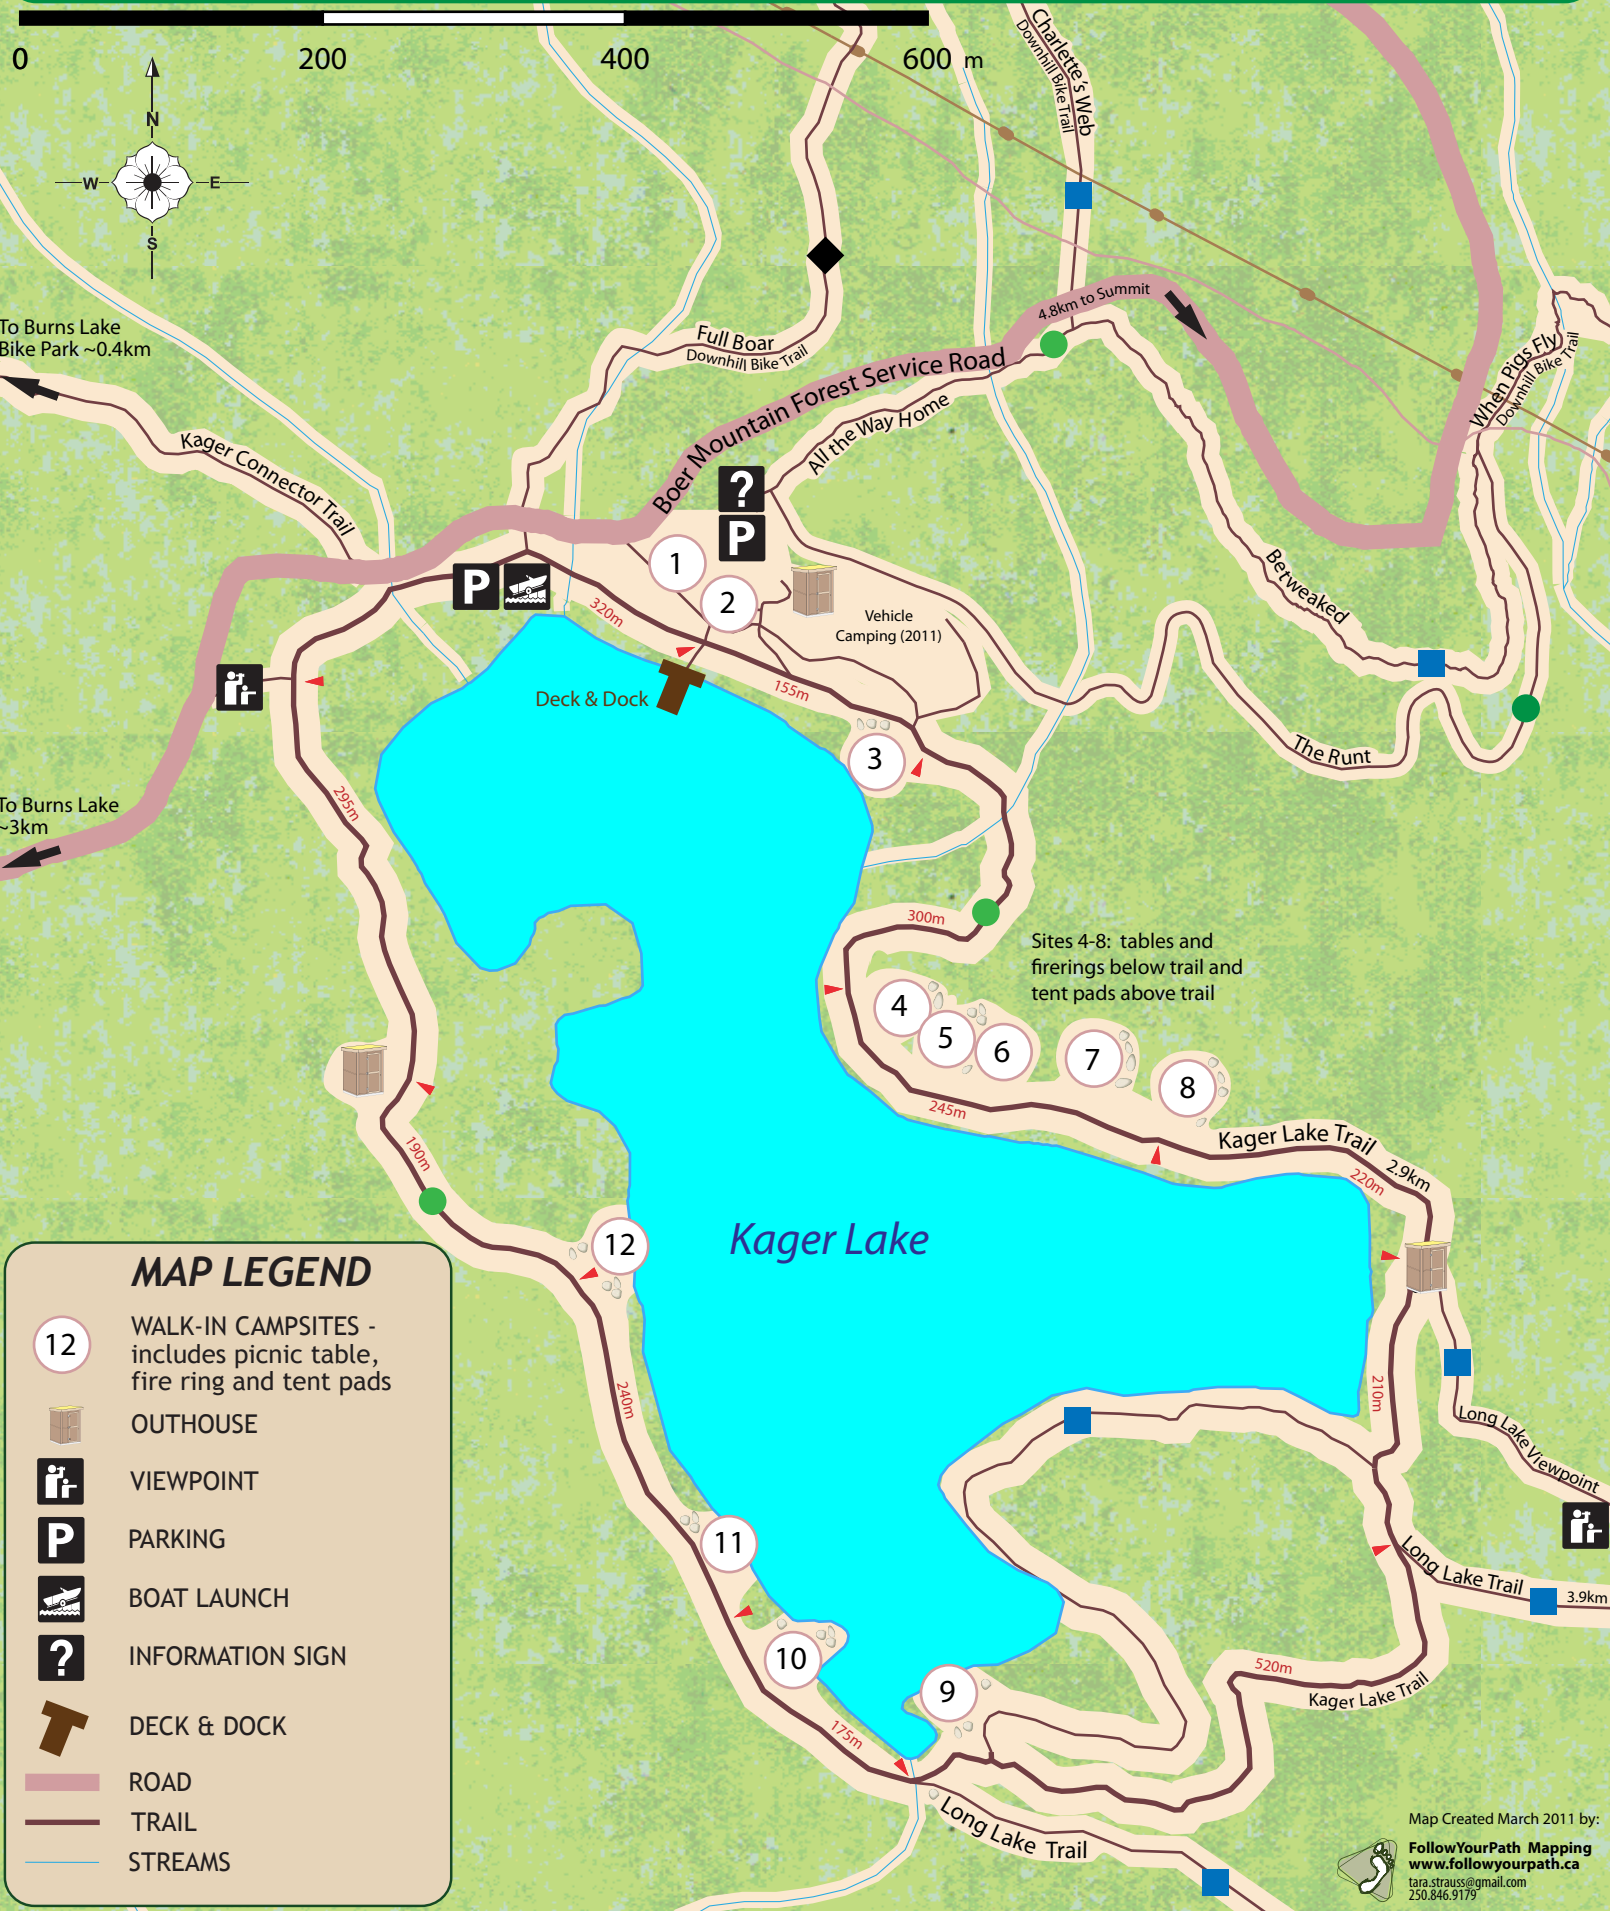 0
200
400
600 m
N
W
E
S
Charlette's Web
Downhill Bike Trail
4.8km to Summit
To Burns Lake
Bike Park ~0.4km
Full Boar
Downhill Bike Trail
Boer Mountain Forest Service Road
All the Way Home
When Pigs Fly
Downhill Bike Trail
Kager Connector Trail
?
P
1
2
P
320m
Vehicle
Camping (2011)
Betweaked
Deck & Dock
155m
3
The Runt
To Burns Lake
~3km
295m
300m
Sites 4-8: tables and
firerings below trail and
tent pads above trail
4
5
6
7
8
245m
Kager Lake Trail
2.9km
220m
190m
12
Kager Lake
240m
210m
Long Lake Viewpoint
11
Long Lake Trail
3.9km
10
9
520m
Kager Lake Trail
175m
Long Lake Trail
MAP LEGEND
12
WALK-IN CAMPSITES -
includes picnic table,
fire ring and tent pads
OUTHOUSE
VIEWPOINT
P
PARKING
BOAT LAUNCH
?
INFORMATION SIGN
DECK & DOCK
ROAD
TRAIL
STREAMS
Map Created March 2011 by:
FollowYourPath Mapping
www.followyourpath.ca
tara.strauss@gmail.com
250.846.9179